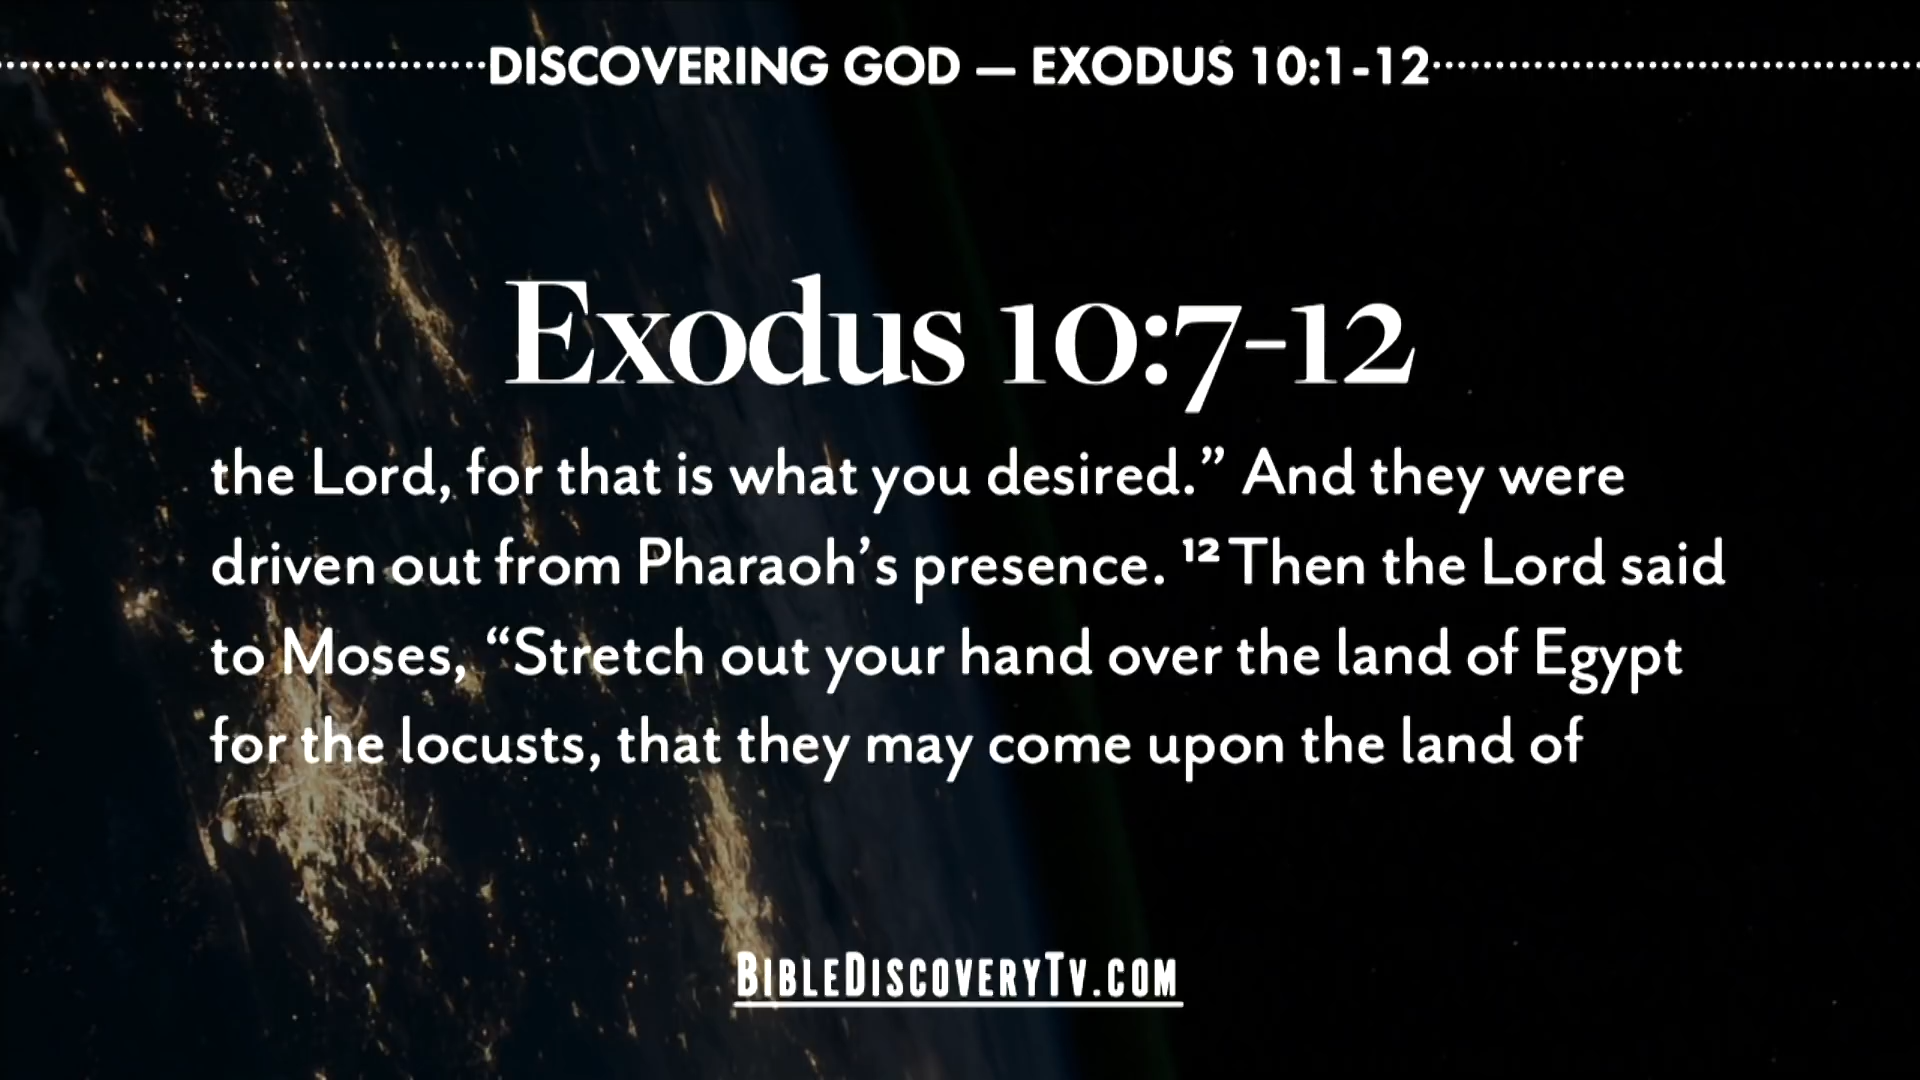 DISCOVERING GOD — EXODUS 10:1-12
Exodus 10:7-12
the Lord, for that is what you desired.” And they were
driven out from Pharaoh’s presence. ¹² Then the Lord said
to Moses, “Stretch out your hand over the land of Egypt
for the locusts, that they may come upon the land of
BIBLEDISCOVERYTV.COM